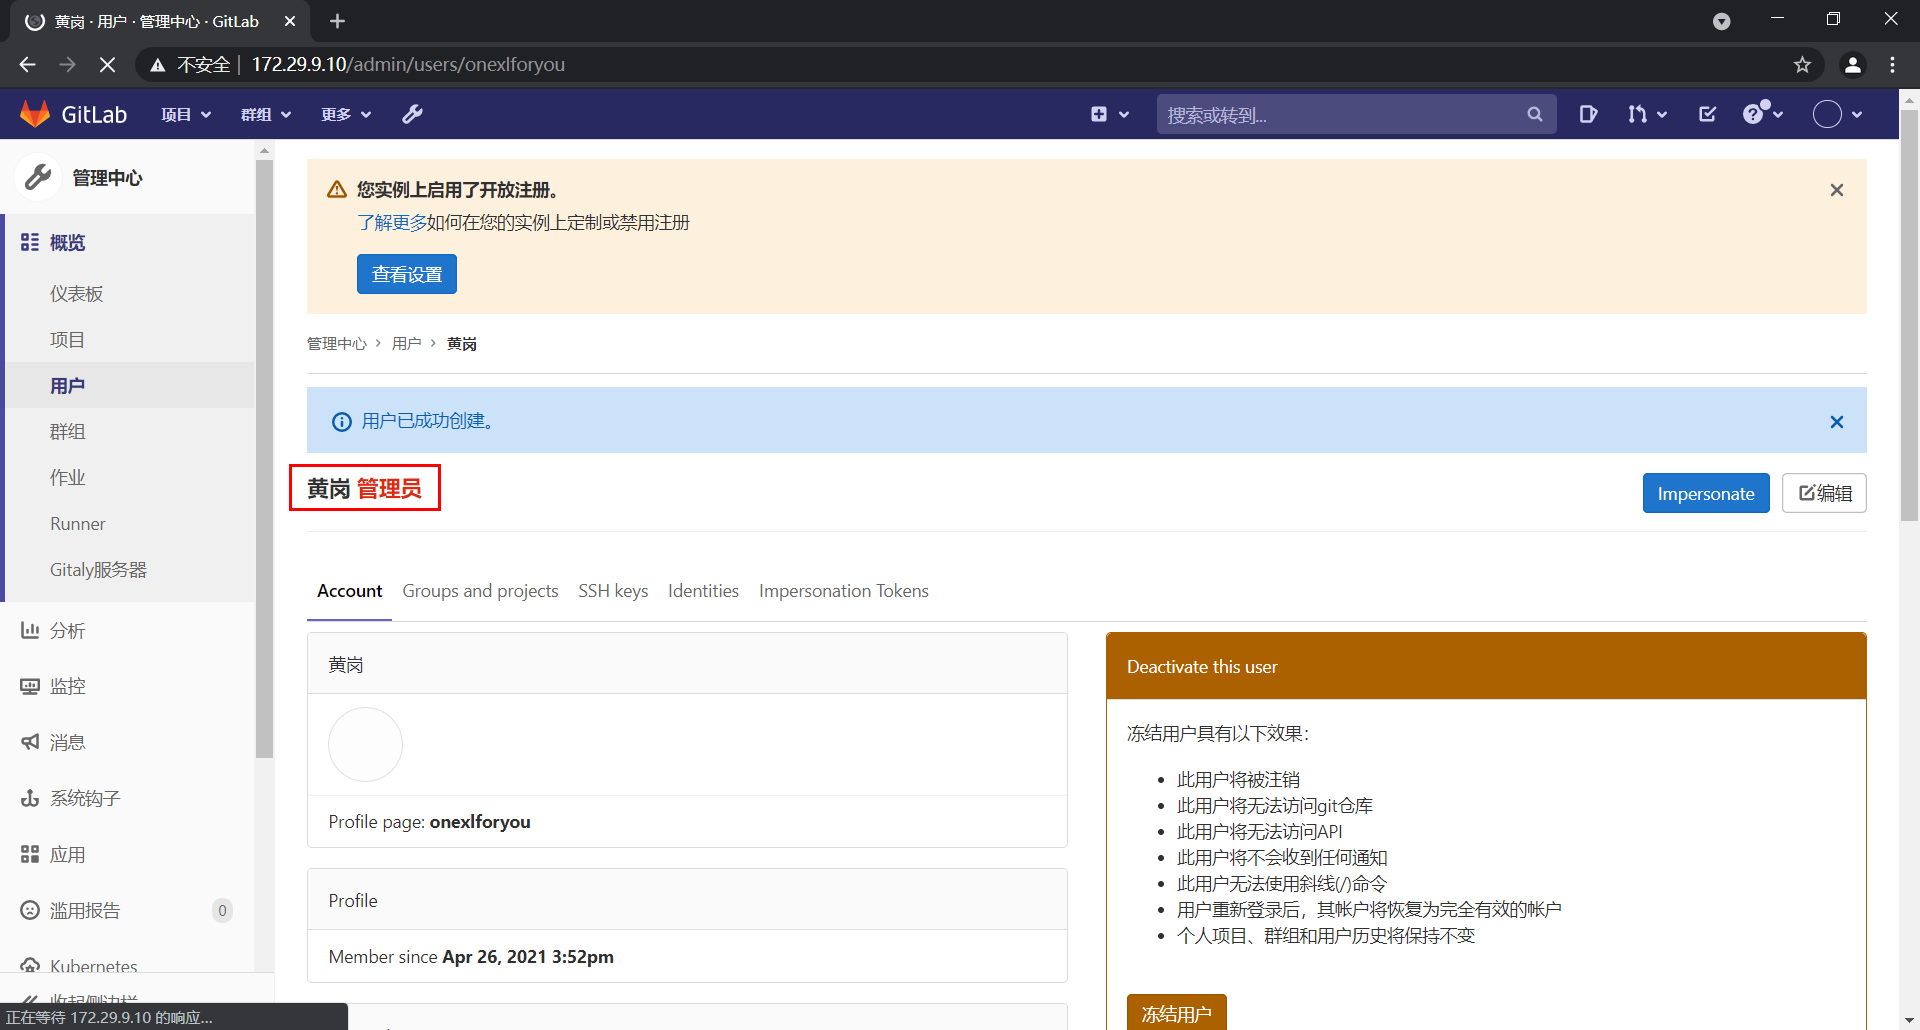 黄岗 · 用户 · 管理中心 · GitLab
不安全 | 172.29.9.10/admin/users/onexlforyou
GitLab 项目 群组 更多 搜索或转到...
管理中心
概览
仪表板
项目
用户
群组
作业
Runner
Gitaly服务器
分析
监控
消息
系统钩子
应用
滥用报告 0
Kubernetes
收起侧边栏
正在等待 172.29.9.10 的响应...
您实例上启用了开放注册。
了解更多如何在您的实例上定制或禁用注册
查看设置
管理中心 › 用户 › 黄岗
用户已成功创建。
黄岗 管理员
Impersonate 编辑
Account Groups and projects SSH keys Identities Impersonation Tokens
黄岗
Profile page: onexlforyou
Profile
Member since Apr 26, 2021 3:52pm
Deactivate this user
冻结用户具有以下效果：
• 此用户将被注销
• 此用户将无法访问git仓库
• 此用户将无法访问API
• 此用户将不会收到任何通知
• 此用户无法使用斜线(/)命令
• 用户重新登录后，其帐户将恢复为完全有效的帐户
• 个人项目、群组和用户历史将保持不变
冻结用户